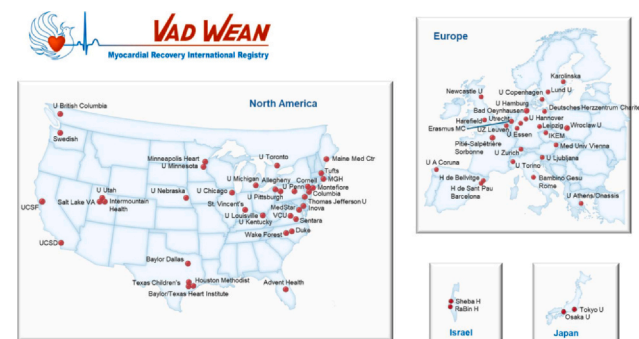 VAD WEAN
Myocardial Recovery International Registry
North America
U British Columbia
Swedish
Minneapolis Heart
U Minnesota
U Toronto
Maine Med Ctr
Tufts
MGH
U Michigan
Allegheny
Cornell
U Penn
Montefiore
Columbia
U Utah
U Nebraska
U Chicago
U Pittsburgh
Thomas Jefferson U
UCSF
Salt Lake VA
Intermountain
Health
St. Vincent's
MedStar
Inova
U Louisville
VCU
U Kentucky
Sentara
Wake Forest
Duke
UCSD
Baylor Dallas
Texas Children's
Houston Methodist
Baylor/Texas Heart Institute
Advent Health
Europe
Karolinska
Newcastle U
U Copenhagen
Lund U
U Hamburg
Bad Oeynhausen
Deutsches Herzzentrum Charite
Harefield
Utrecht
U Hannover
Erasmus MC
UZ Leuven
Leipzig
Wroclaw U
U Essen
IKEM
Pitie-Salpêtrière
Sorbonne
Med Univ Vienna
U Zurich
U Ljubljana
U A Coruna
U Torino
H de Bellvitge
Bambino Gesu
Rome
H de Sant Pau
Barcelona
U Athens/Onassis
Sheba H
RaBin H
Israel
Tokyo U
Osaka U
Japan